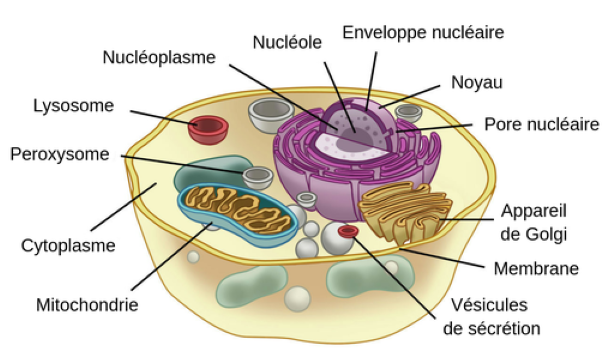 Enveloppe nucléaire
Nucléole
Nucléoplasme
Noyau
Lysosome
Pore nucléaire
Peroxysome
Appareil
de Golgi
Cytoplasme
Membrane
Mitochondrie
Vésicules
de sécrétion